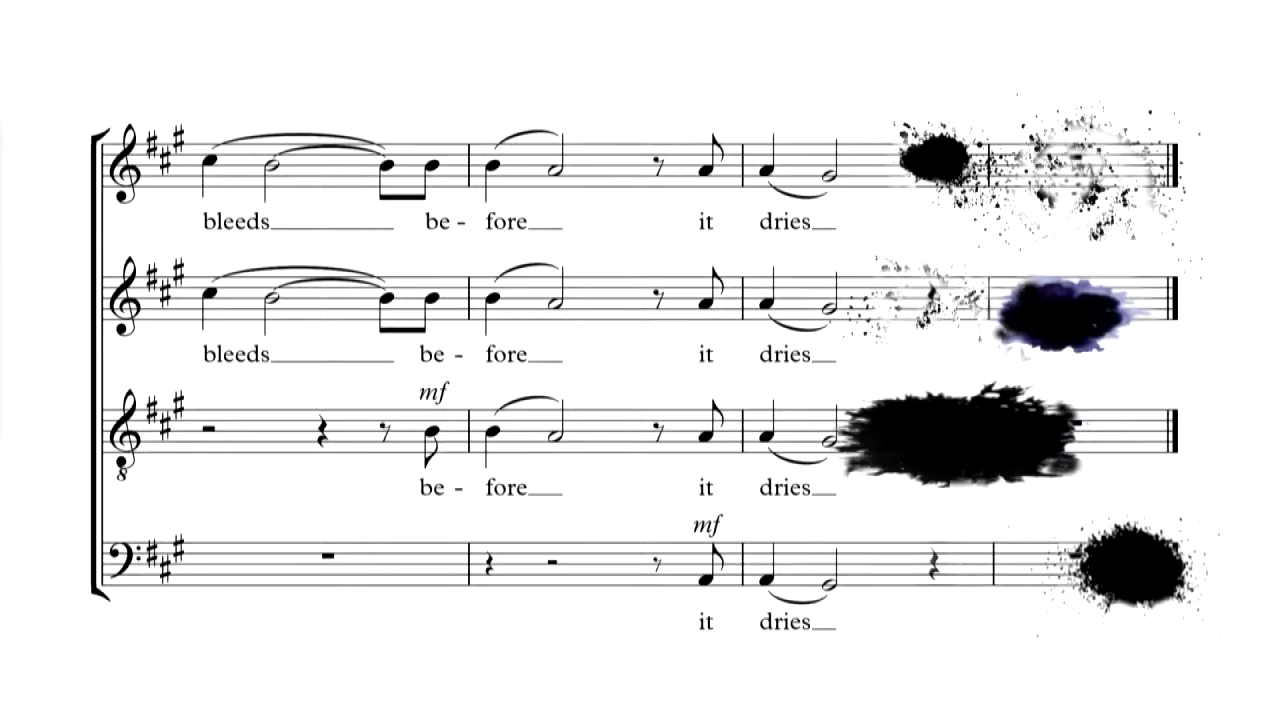 bleeds be - fore it dries
bleeds be - fore it dries
mf
be - fore it dries
mf
it dries